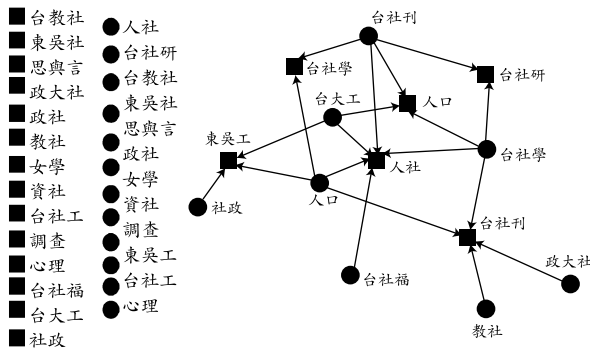 台教社
東吳社
思與言
政大社
政社
教社
女學
資社
台社工
調查
心理
台社福
台大工
社政
人社
台社研
台教社
東吳社
思與言
政社
女學
資社
調查
東吳工
台社工
心理
台社刊
台社學
台社研
台大工
人口
東吳工
人社
台社學
人口
社政
台社刊
台社福
政大社
教社